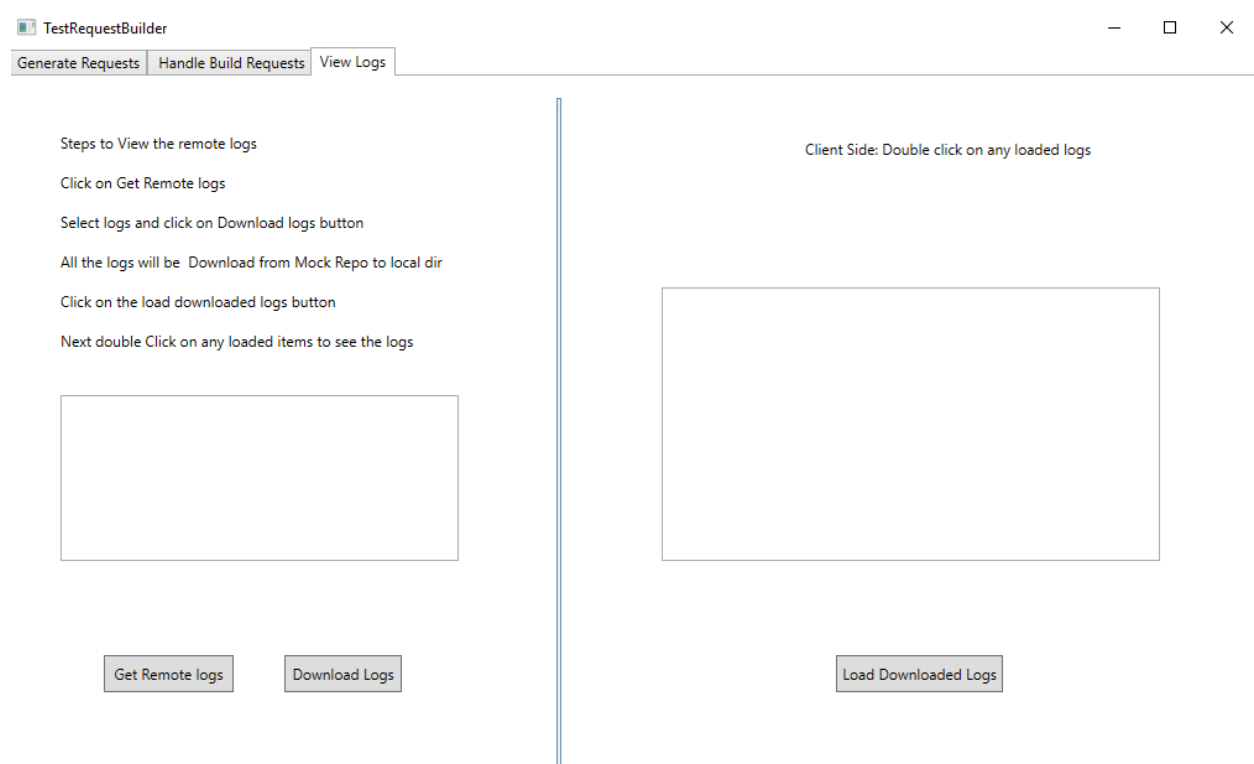 TestRequestBuilder
Generate Requests Handle Build Requests View Logs
Steps to View the remote logs
Client Side: Double click on any loaded logs
Click on Get Remote logs
Select logs and click on Download logs button
All the logs will be  Download from Mock Repo to local dir
Click on the load downloaded logs button
Next double Click on any loaded items to see the logs
Get Remote logs Download Logs Load Downloaded Logs